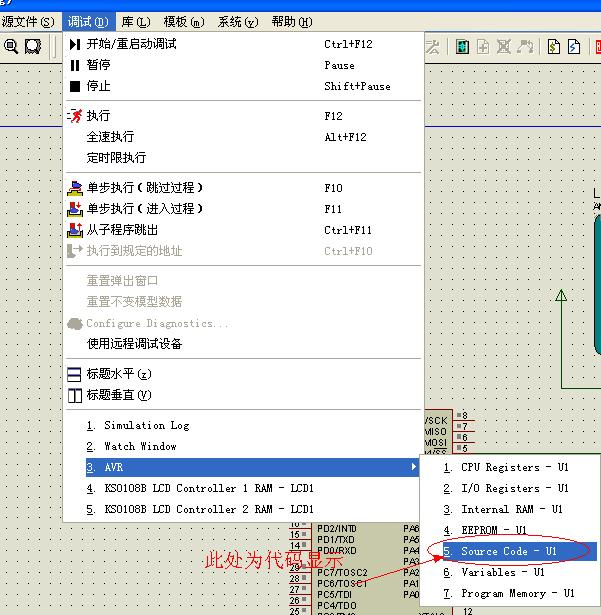 源文件(S) 调试(D) 库(L) 模板(m) 系统(Y) 帮助(H)
开始/重启动调试 Ctrl+F12
暂停 Pause
停止 Shift+Pause
执行 F12
全速执行 Alt+F12
定时限执行
单步执行(跳过过程) F10
单步执行(进入过程) F11
从子程序跳出 Ctrl+F11
执行到规定的地址 Ctrl+F10
重置弹出窗口
重置不变模型数据
Configure Diagnostics...
使用远程调试设备
标题水平(z)
标题垂直(V)
1. Simulation Log
2. Watch Window
3. AVR
4. KS0108B LCD Controller 1 RAM - LCD1
5. KS0108B LCD Controller 2 RAM - LCD1
/SCK 8
MISO 7
MOSI 6
5
1. CPU Registers - U1
2. I/O Registers - U1
3. Internal RAM - U1
4. EEPROM - U1
5. Source Code - U1
6. Variables - U1
7. Program Memory - U1
此处为代码显示
16 PD2/INT0 PA6
15 PD1/TXD PA5
14 PD0/RXD PA4
PA3
29 PC7/TOSC2 PA2
28 PC6/TOSC1
27 PC5/TDI PA0
26 PC4/TDO
25
12